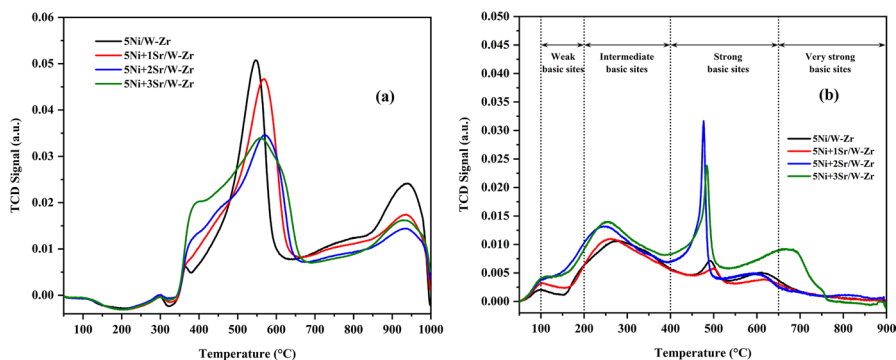 0.06
0.05
0.04
0.03
0.02
0.01
0.00
TCD Signal (a.u.)
5Ni/W-Zr
5Ni+1Sr/W-Zr
5Ni+2Sr/W-Zr
5Ni+3Sr/W-Zr
(a)
100 200 300 400 500 600 700 800 900 1000
Temperature (°C)
0.050
0.045
0.040
0.035
0.030
0.025
0.020
0.015
0.010
0.005
0.000
TCD Signal (a.u.)
Weak
basic sites
Intermediate
basic sites
Strong
basic sites
Very strong
basic sites
(b)
5Ni/W-Zr
5Ni+1Sr/W-Zr
5Ni+2Sr/W-Zr
5Ni+3Sr/W-Zr
100 200 300 400 500 600 700 800 900
Temperature (°C)